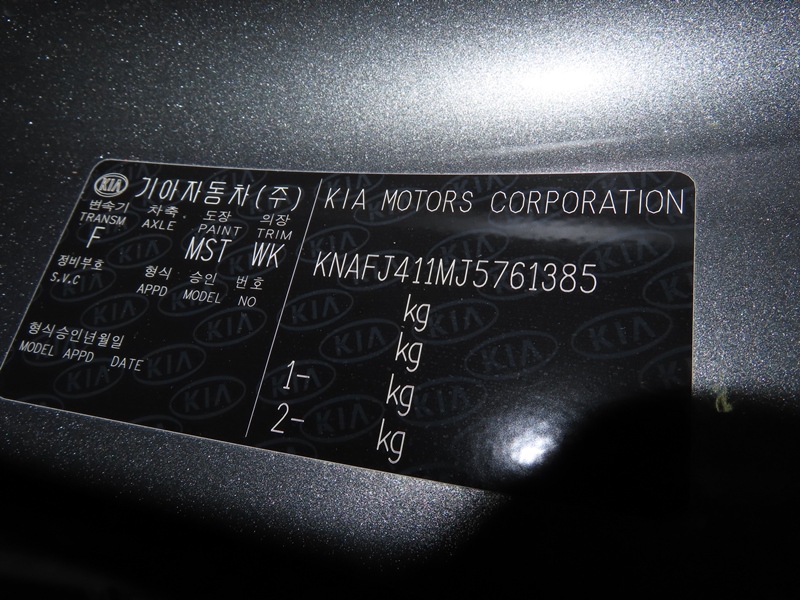 KIA 기아자동차(주)
변속기 차축 도장 의장
TRANSM AXLE PAINT TRIM
F MST WK
정비부호 형식 승인 번호
S.V.C APPD MODEL NO
형식승인년월일
MODEL APPD DATE
KIA MOTORS CORPORATION
KNAFJ411MJ5761385
kg
kg
1- kg
2- kg